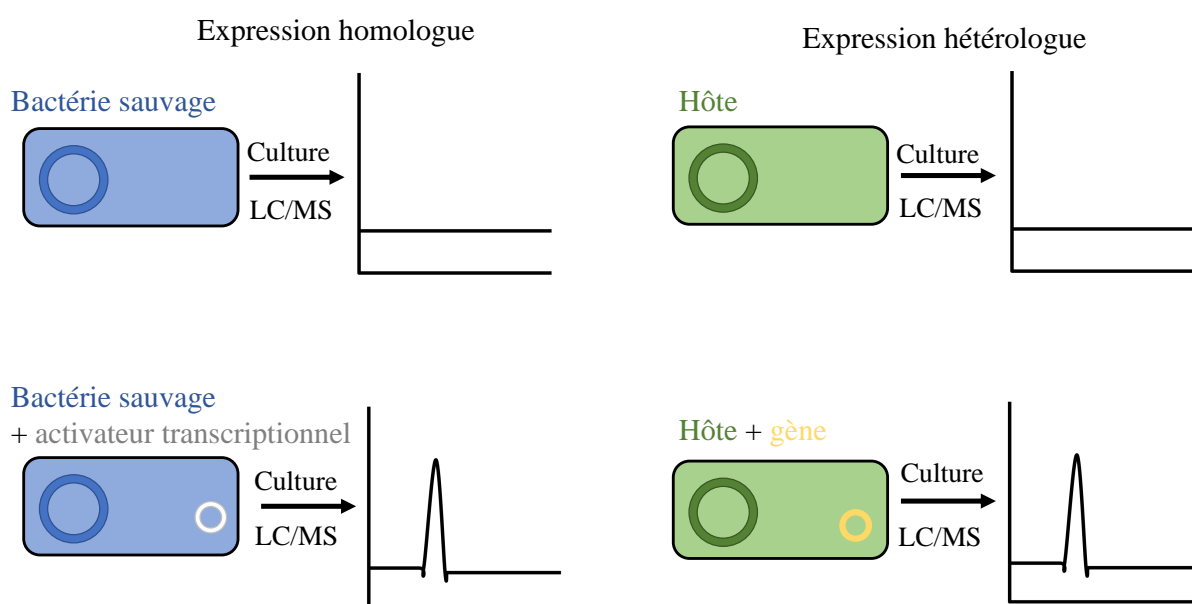 Expression homologue
Bactérie sauvage
Culture
LC/MS
Bactérie sauvage
+ activateur transcriptionnel
Culture
LC/MS
Expression hétérologue
Hôte
Culture
LC/MS
Hôte + gène
Culture
LC/MS